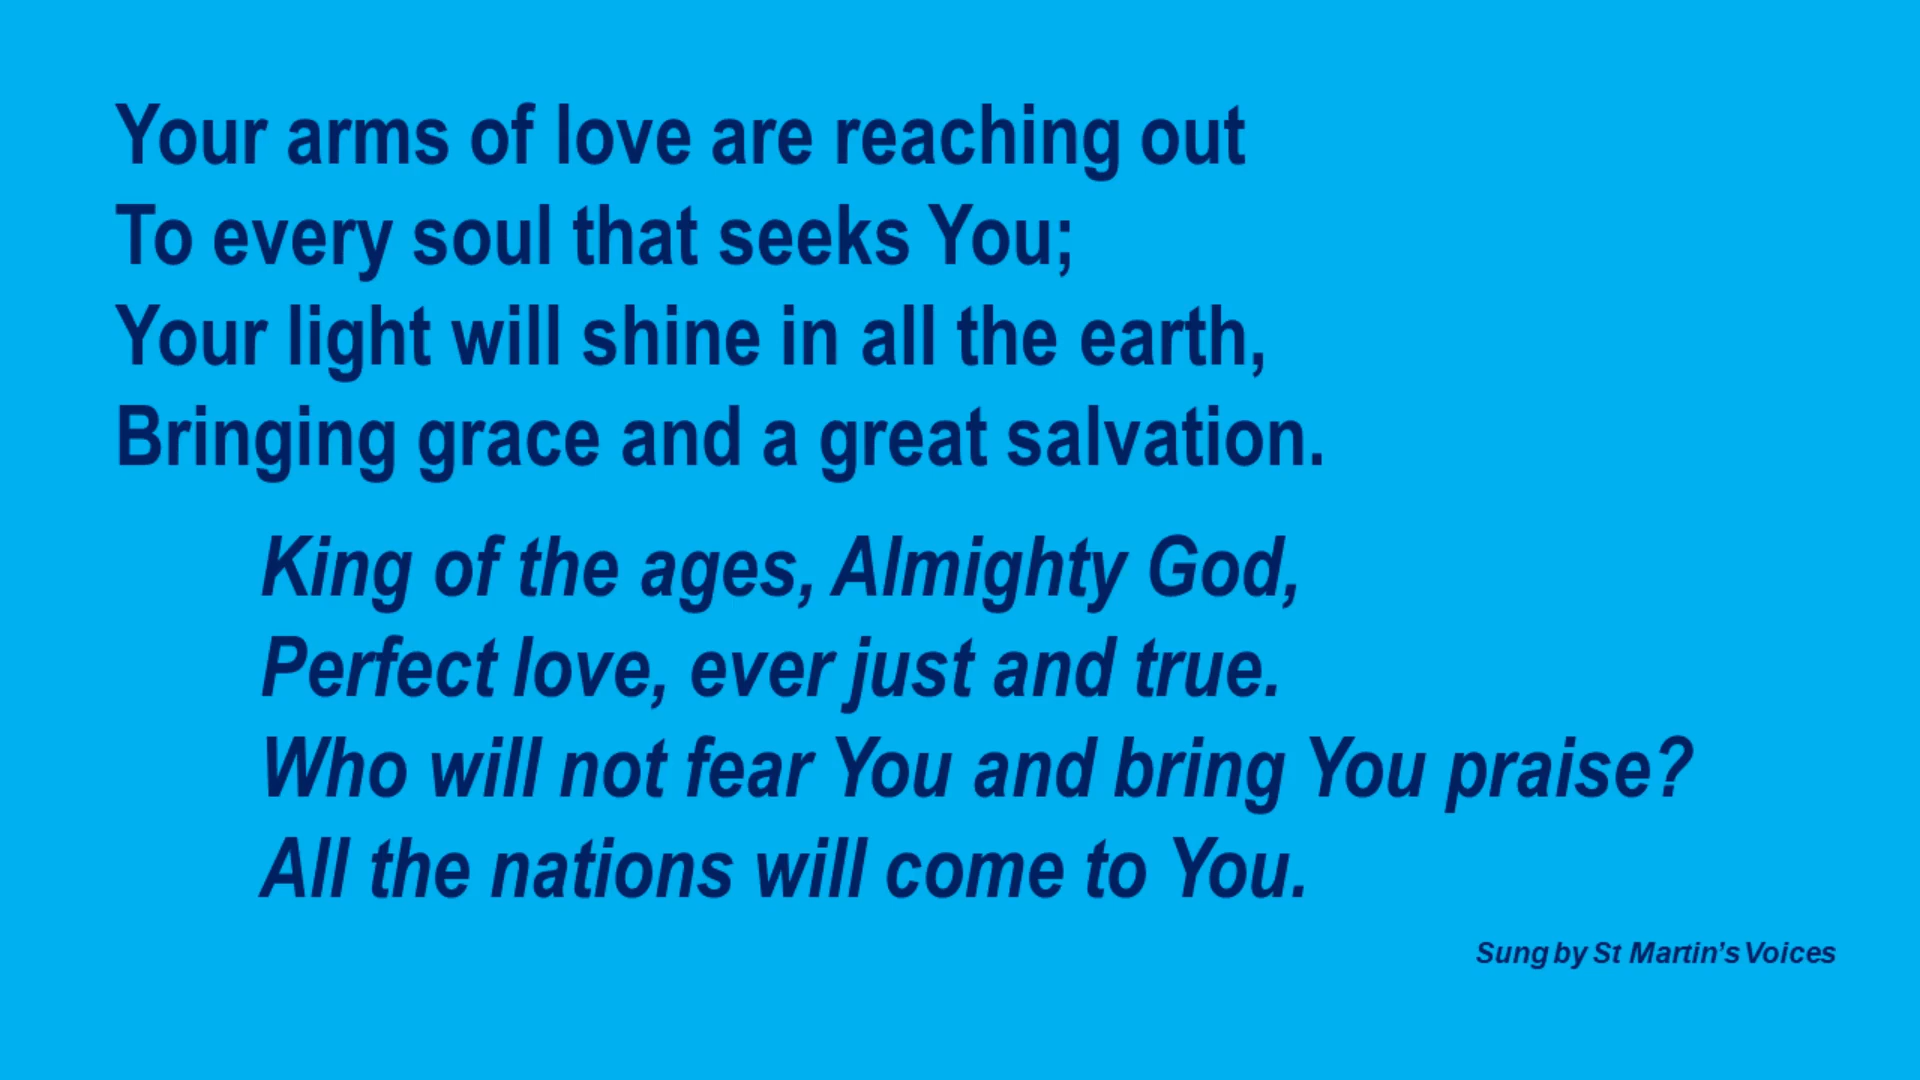 Your arms of love are reaching out
To every soul that seeks You;
Your light will shine in all the earth,
Bringing grace and a great salvation.
King of the ages, Almighty God,
Perfect love, ever just and true.
Who will not fear You and bring You praise?
All the nations will come to You.
Sung by St Martin's Voices